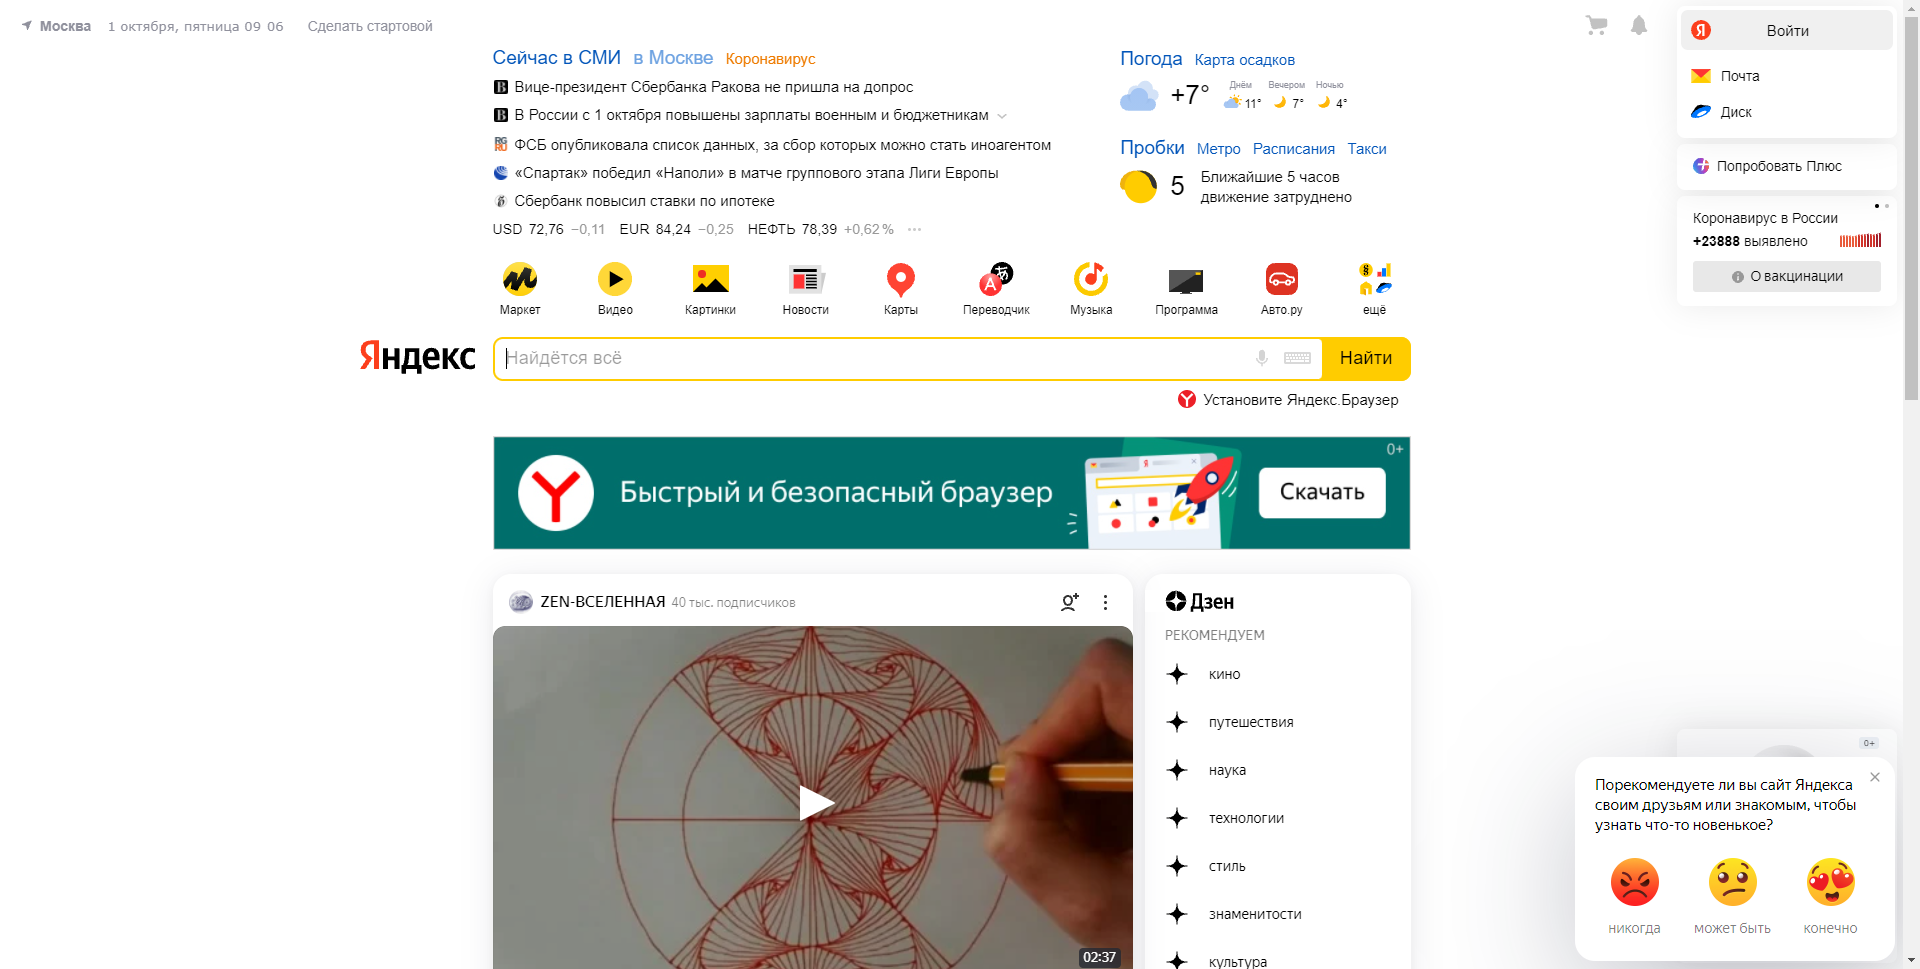 Москва 1 октября, пятница 09 06 Сделать стартовой
Сейчас в СМИ в Москве Коронавирус
Вице-президент Сбербанка Ракова не пришла на допрос
В России с 1 октября повышены зарплаты военным и бюджетникам
ФСБ опубликовала список данных, за сбор которых можно стать иноагентом
«Спартак» победил «Наполи» в матче группового этапа Лиги Европы
Сбербанк повысил ставки по ипотеке
USD 72,76 −0,11 EUR 84,24 −0,25 НЕФТЬ 78,39 +0,62% ···
Погода Карта осадков
+7° Днём 11° Вечером 7° Ночью 4°
Пробки Метро Расписания Такси
5 Ближайшие 5 часов
движение затруднено
Войти
Почта
Диск
Попробовать Плюс
Коронавирус в России
+23888 выявлено
О вакцинации
Маркет Видео Картинки Новости Карты Переводчик Музыка Программа Авто.ру ещё
Яндекс Найдётся всё Найти
Установите Яндекс.Браузер
Быстрый и безопасный браузер Скачать 0+
ZEN-ВСЕЛЕННАЯ 40 тыс. подписчиков
02:37
Дзен
РЕКОМЕНДУЕМ
кино
путешествия
наука
технологии
стиль
знаменитости
культура
0+
Порекомендуете ли вы сайт Яндекса
своим друзьям или знакомым, чтобы
узнать что-то новенькое?
никогда может быть конечно